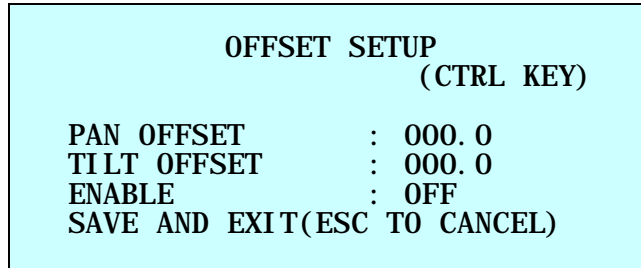 OFFSET SETUP
(CTRL KEY)
PAN OFFSET : 000.0
TILT OFFSET : 000.0
ENABLE : OFF
SAVE AND EXIT(ESC TO CANCEL)